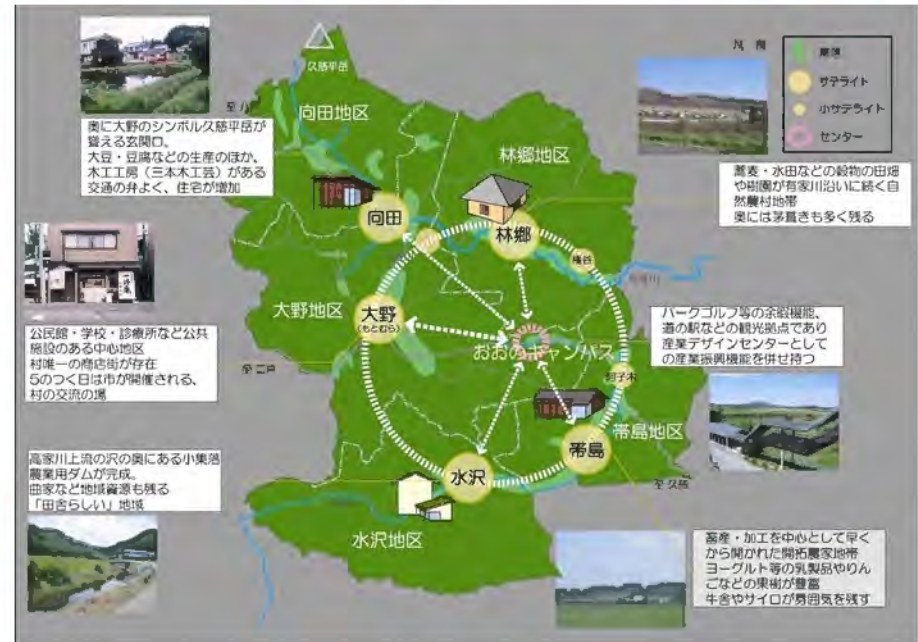 久慈平岳
向田地区
奥に大野のシンボル久慈平岳が
聳える玄関口。
大豆・豆腐などの生産のほか、
木工工房（三本木工芸）がある
交通の弁よく、住宅が増加
林郷地区
集落
サテライト
小サテライト
センター
蕎麦・水田などの穀物の田畑
や樹園が有家川沿いに続く自
然農村地帯
奥には茅葺きも多く残る
向田
林郷
大野地区
大野
(もとむら)
おおのキャンパス
公民館・学校・診療所など公共
施設のある中心地区
村唯一の商店街が存在
5のつく日は市が開催される、
村の交流の場
至 二戸
パークゴルフ等の余暇機能、
道の駅などの観光拠点であり
産業デザインセンターとして
の産業振興機能を併せ持つ
帯島地区
帯島
水沢
水沢地区
高家川上流の沢の奥にある小集落
農業用ダムが完成。
曲家など地域資源も残る
「田舎らしい」地域
至 久慈
畜産・加工を中心として早く
から開かれた開拓農家地帯
ヨーグルト等の乳製品やりん
ごなどの果樹が豊富
牛舎やサイロが雰囲気を残す